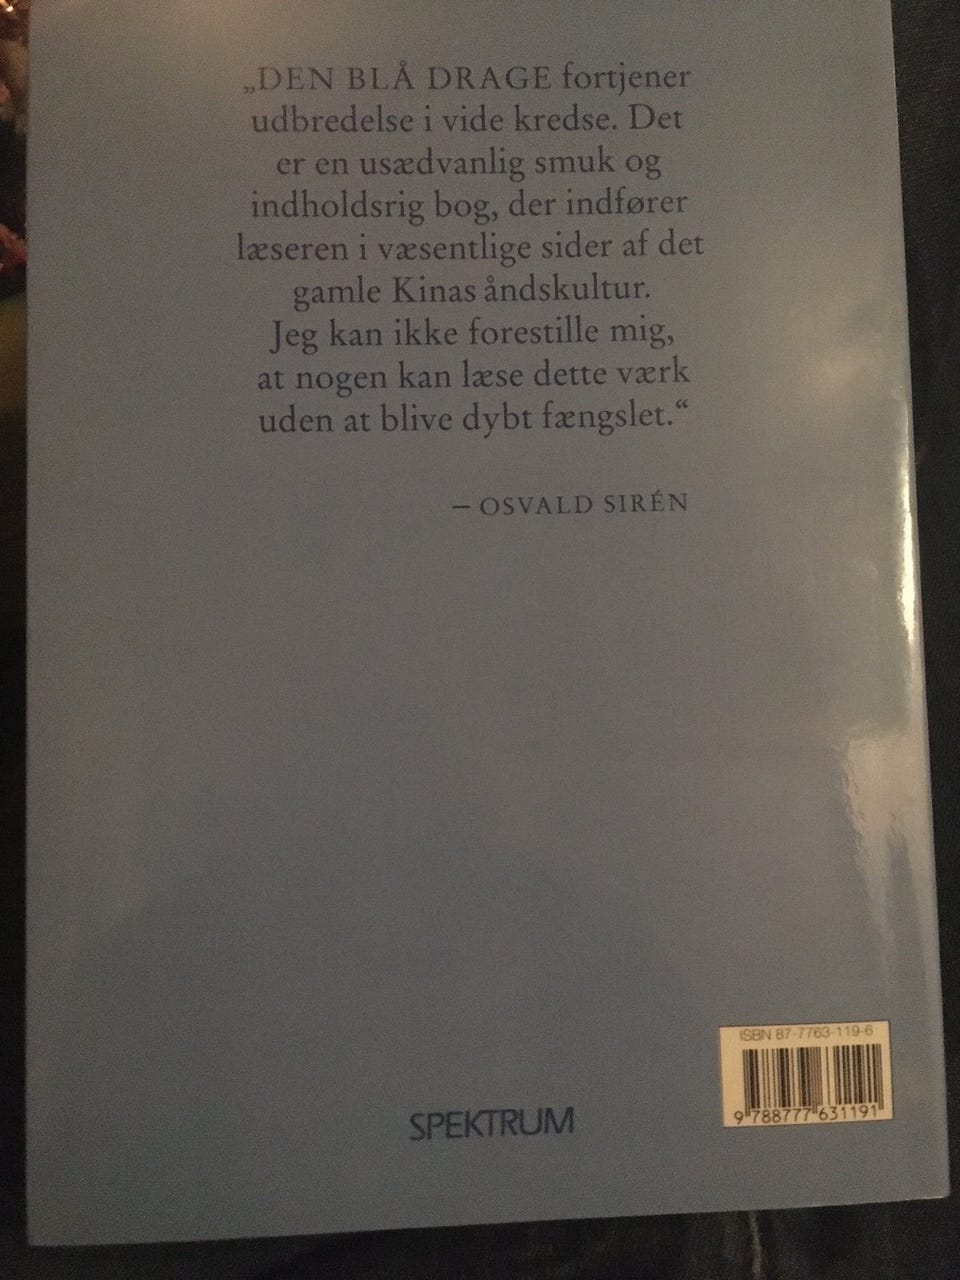 „DEN BLÅ DRAGE fortjener
udbredelse i vide kredse. Det
er en usædvanlig smuk og
indholdsrig bog, der indfører
læseren i væsentlige sider af det
gamle Kinas åndskultur.
Jeg kan ikke forestille mig,
at nogen kan læse dette værk
uden at blive dybt fængslet.“
– OSVALD SIRÉN
ISBN 87-7763-119-6
9 788777 631191
SPEKTRUM